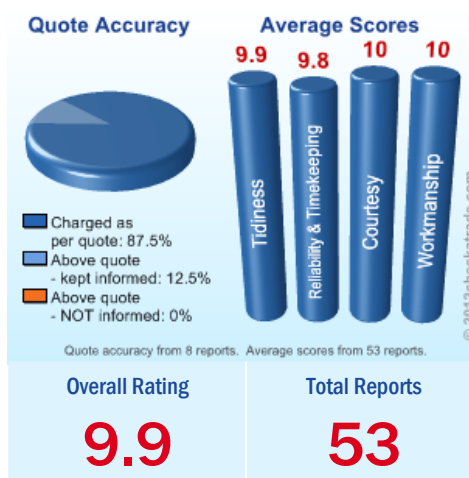 Quote Accuracy
Charged as
per quote: 87.5%
Above quote
- kept informed: 12.5%
Above quote
- NOT informed: 0%
Average Scores
9.9
9.8
10
10
Tidiness
Reliability & Timekeeping
Courtesy
Workmanship
Quote accuracy from 8 reports. Average scores from 53 reports.
Overall Rating
9.9
Total Reports
53